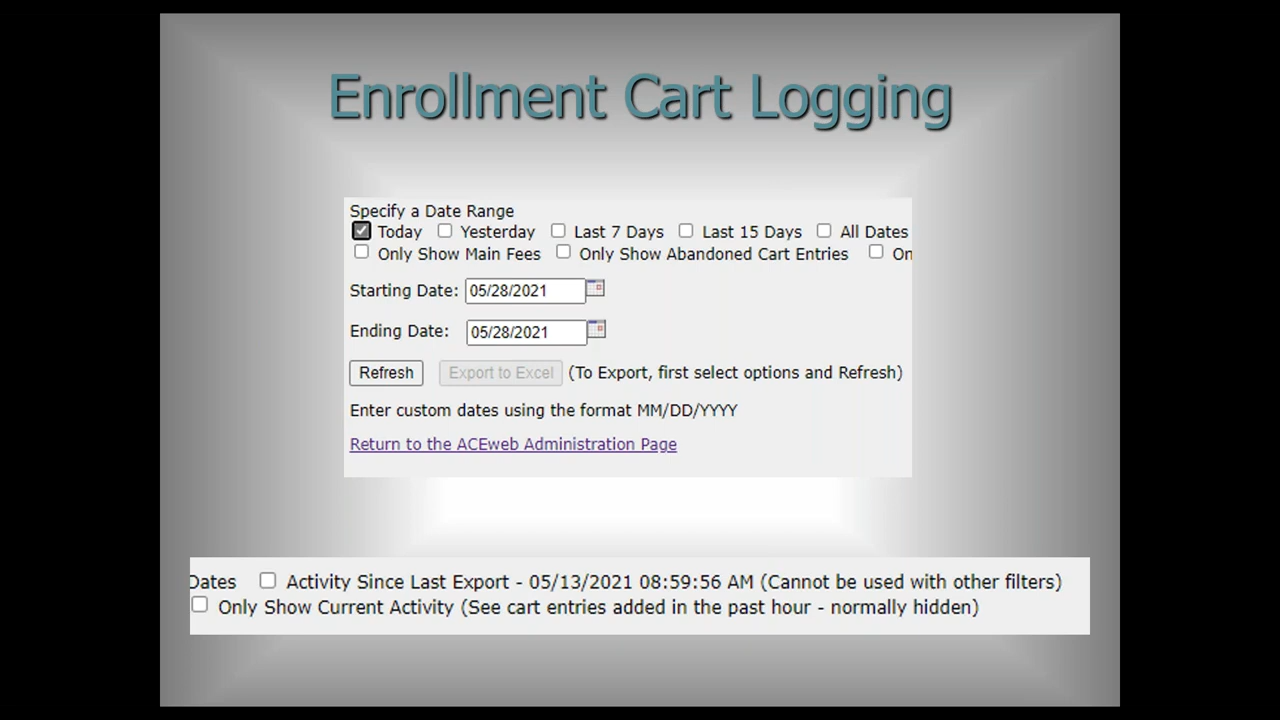 Enrollment Cart Logging
Specify a Date Range
Today Yesterday Last 7 Days Last 15 Days All Dates
Only Show Main Fees Only Show Abandoned Cart Entries On
Starting Date: 05/28/2021
Ending Date: 05/28/2021
Refresh Export to Excel (To Export, first select options and Refresh)
Enter custom dates using the format MM/DD/YYYY
Return to the ACEweb Administration Page
Dates Activity Since Last Export - 05/13/2021 08:59:56 AM (Cannot be used with other filters)
Only Show Current Activity (See cart entries added in the past hour - normally hidden)